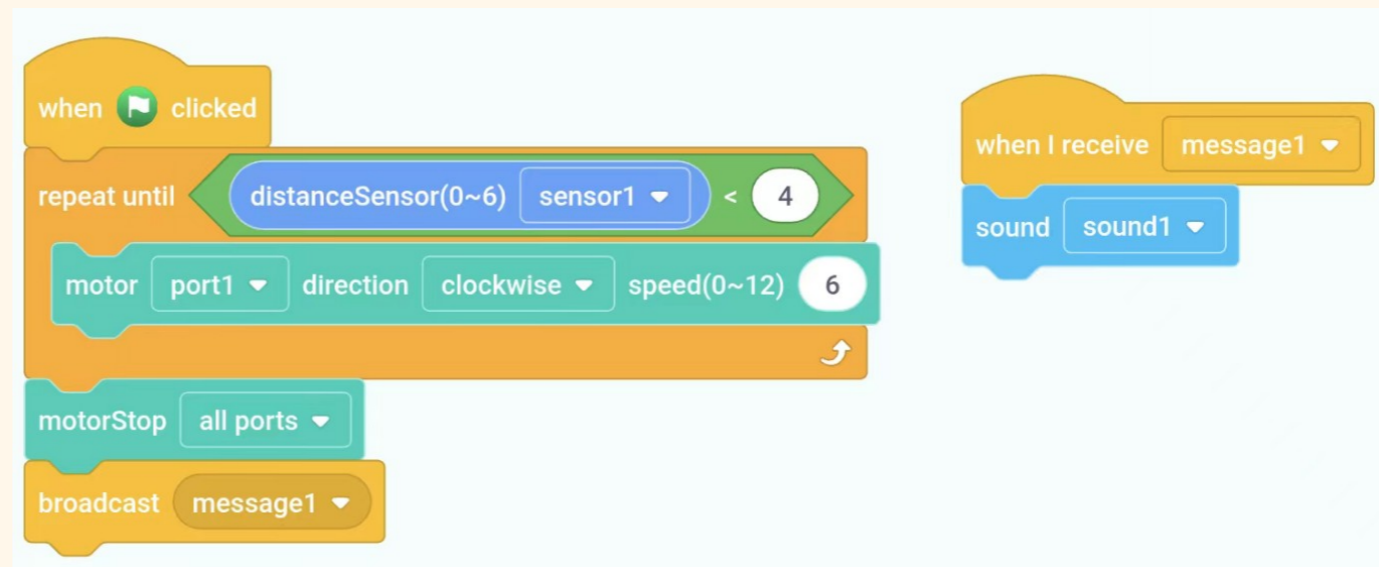 when clicked
repeat until distanceSensor(0~6) sensor1 < 4
motor port1 direction clockwise speed(0~12) 6
motorStop all ports
broadcast message1
when I receive message1
sound sound1